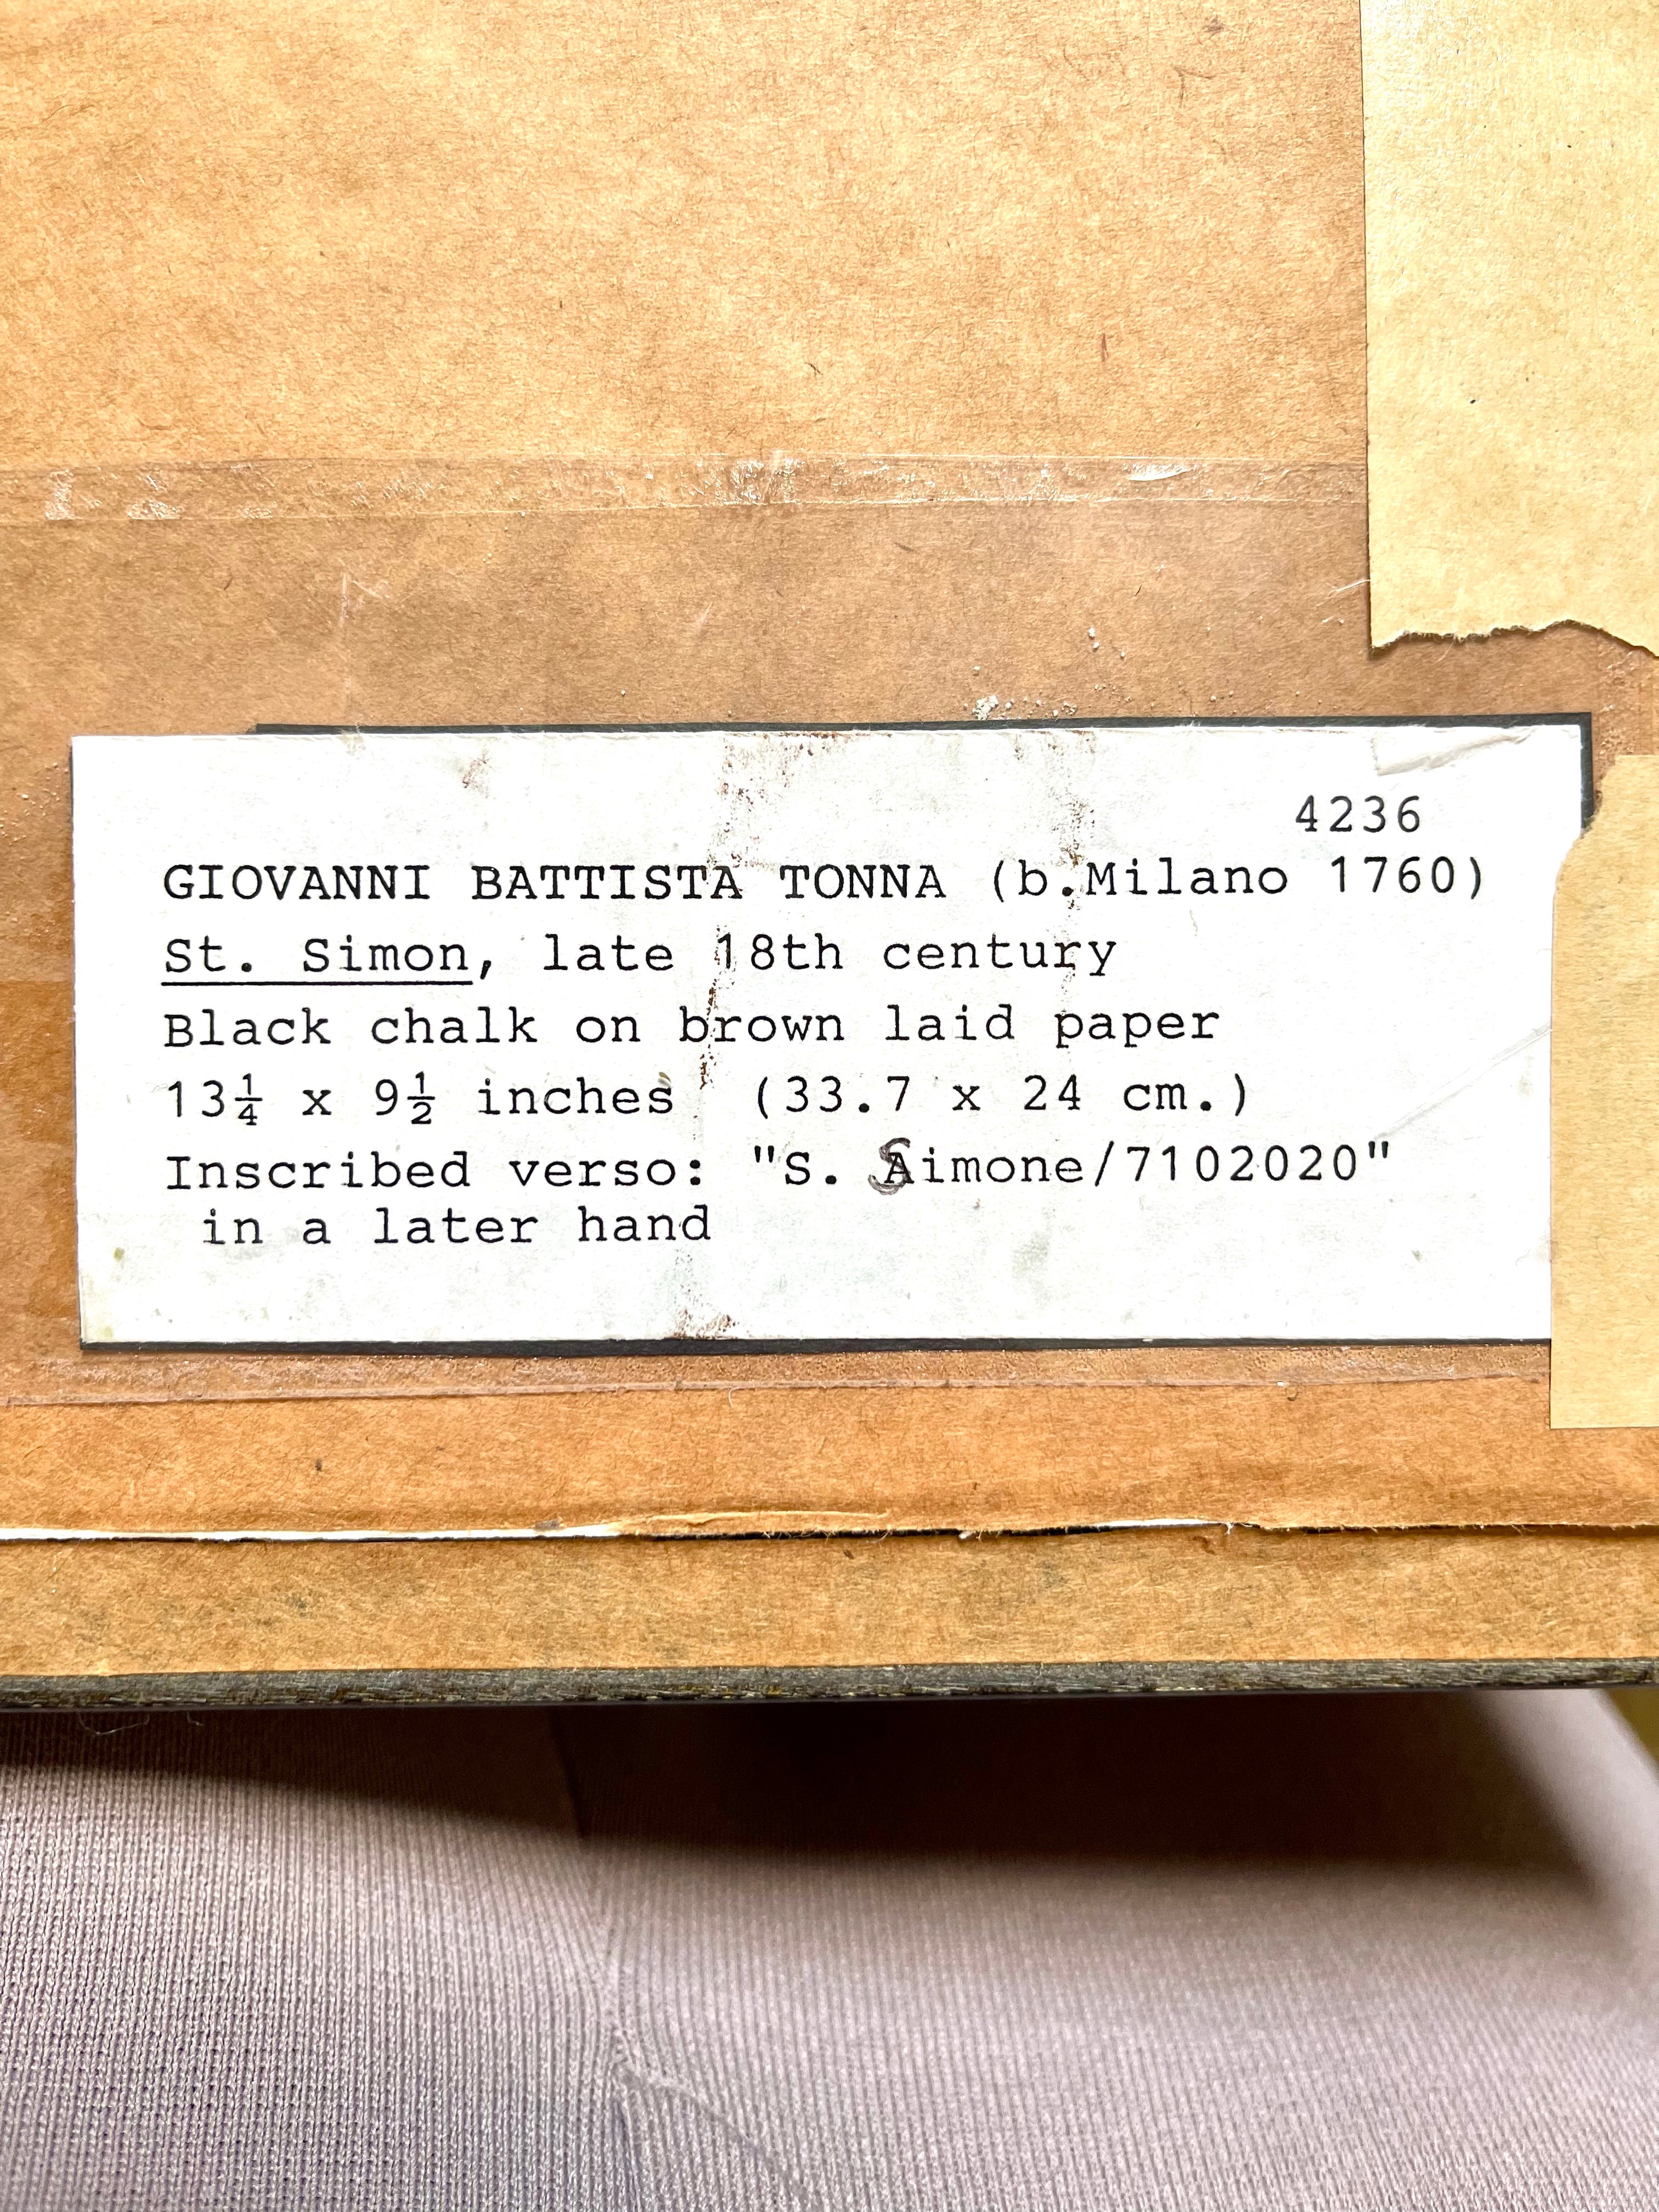 4236
GIOVANNI BATTISTA TONNA (b.Milano 1760)
St. Simon, late 18th century
Black chalk on brown laid paper
13¼ x 9½ inches (33.7 x 24 cm.)
Inscribed verso: "S. Simone/7102020"
in a later hand